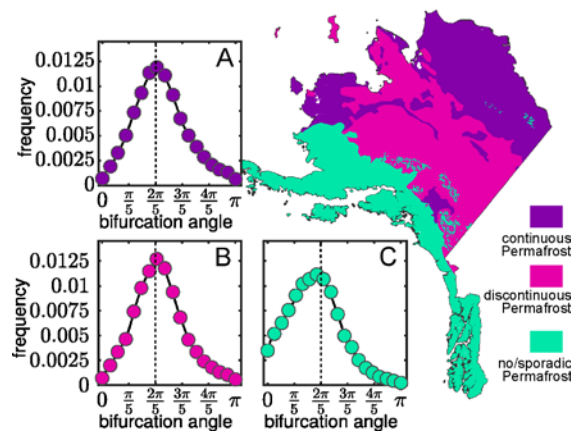 A
0.0125
0.01
0.0075
0.005
0.0025
0
frequency
0 π/5 2π/5 3π/5 4π/5 π
bifurcation angle
B
0.0125
0.01
0.0075
0.005
0.0025
0
frequency
0 π/5 2π/5 3π/5 4π/5 π
bifurcation angle
C
0 π/5 2π/5 3π/5 4π/5 π
bifurcation angle
continuous
Permafrost
discontinuous
Permafrost
no/sporadic
Permafrost